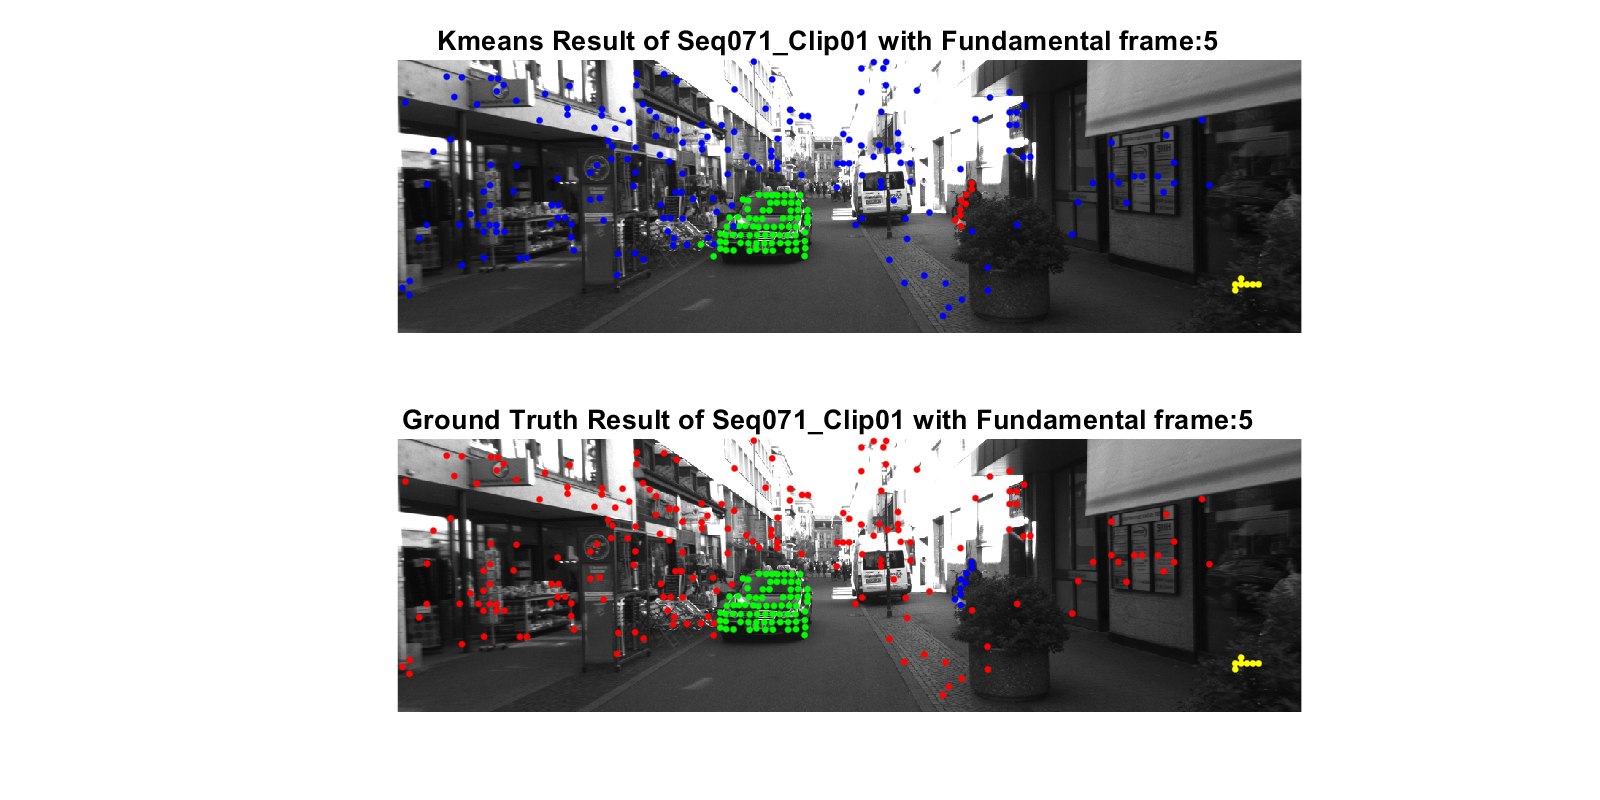 Kmeans Result of Seq071_Clip01 with Fundamental frame:5
Ground Truth Result of Seq071_Clip01 with Fundamental frame:5